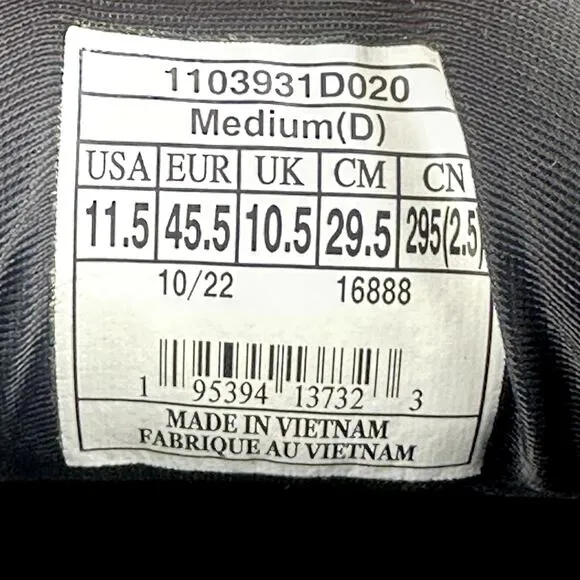 1103931D020
Medium(D)
USA EUR UK CM CN
11.5 45.5 10.5 29.5 295(2.5)
10/22 16888
1 95394 13732 3
MADE IN VIETNAM
FABRIQUE AU VIETNAM